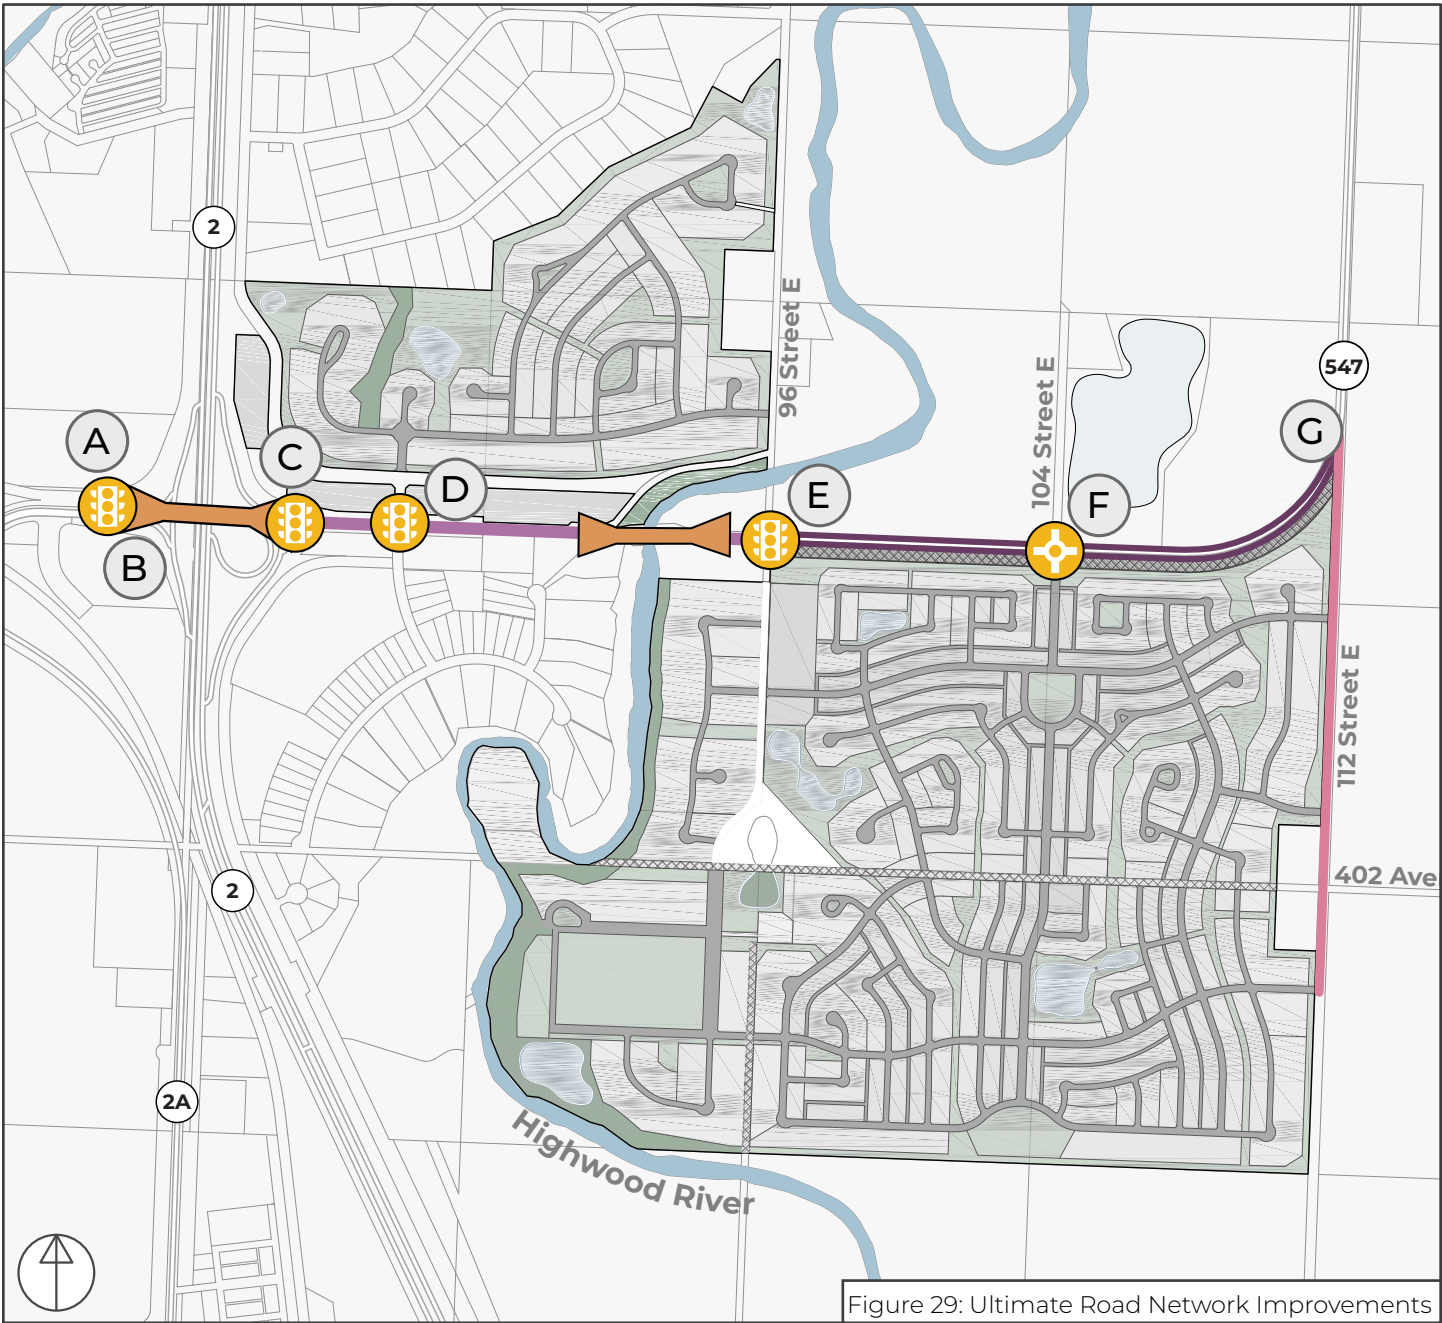 2
96 Street E
104 Street E
547
A
C
D
E
F
G
B
112 Street E
402 Ave
2
2A
Highwood River
Figure 29: Ultimate Road Network Improvements